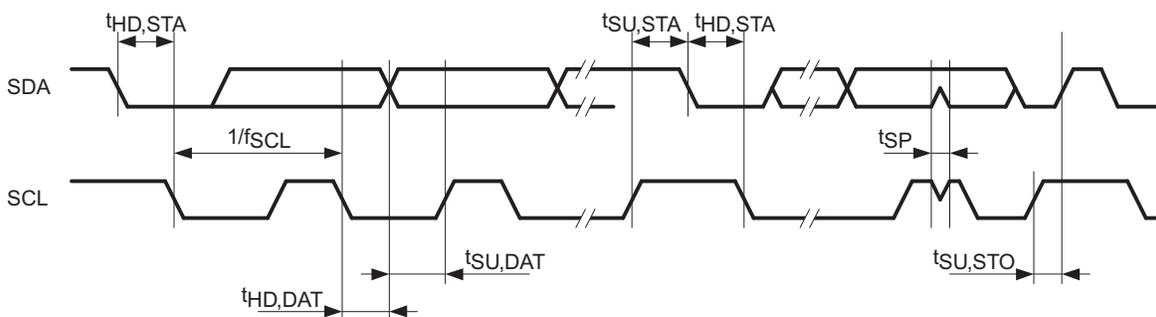 tHD,STA tSU,STA tHD,STA
SDA
1/fSCL tSP
SCL
tSU,DAT tSU,STO
tHD,DAT